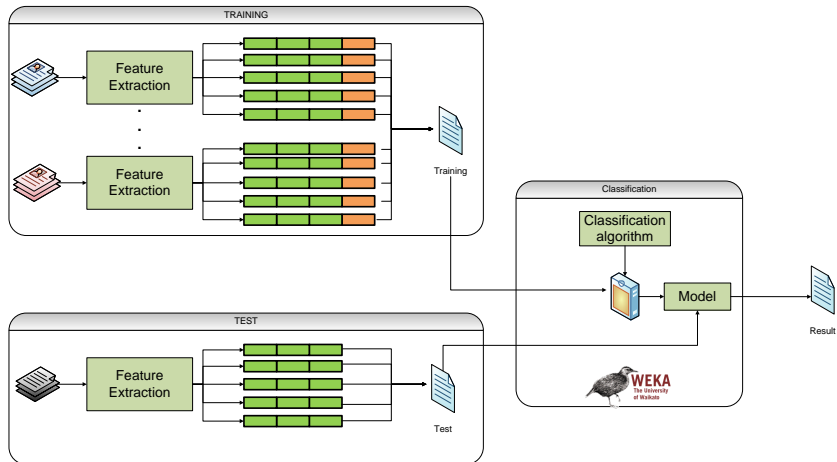 TRAINING
Feature
Extraction
Feature
Extraction
Training
Classification
Classification
algorithm
Model
Result
TEST
Feature
Extraction
Test
WEKA
The University
of Waikato